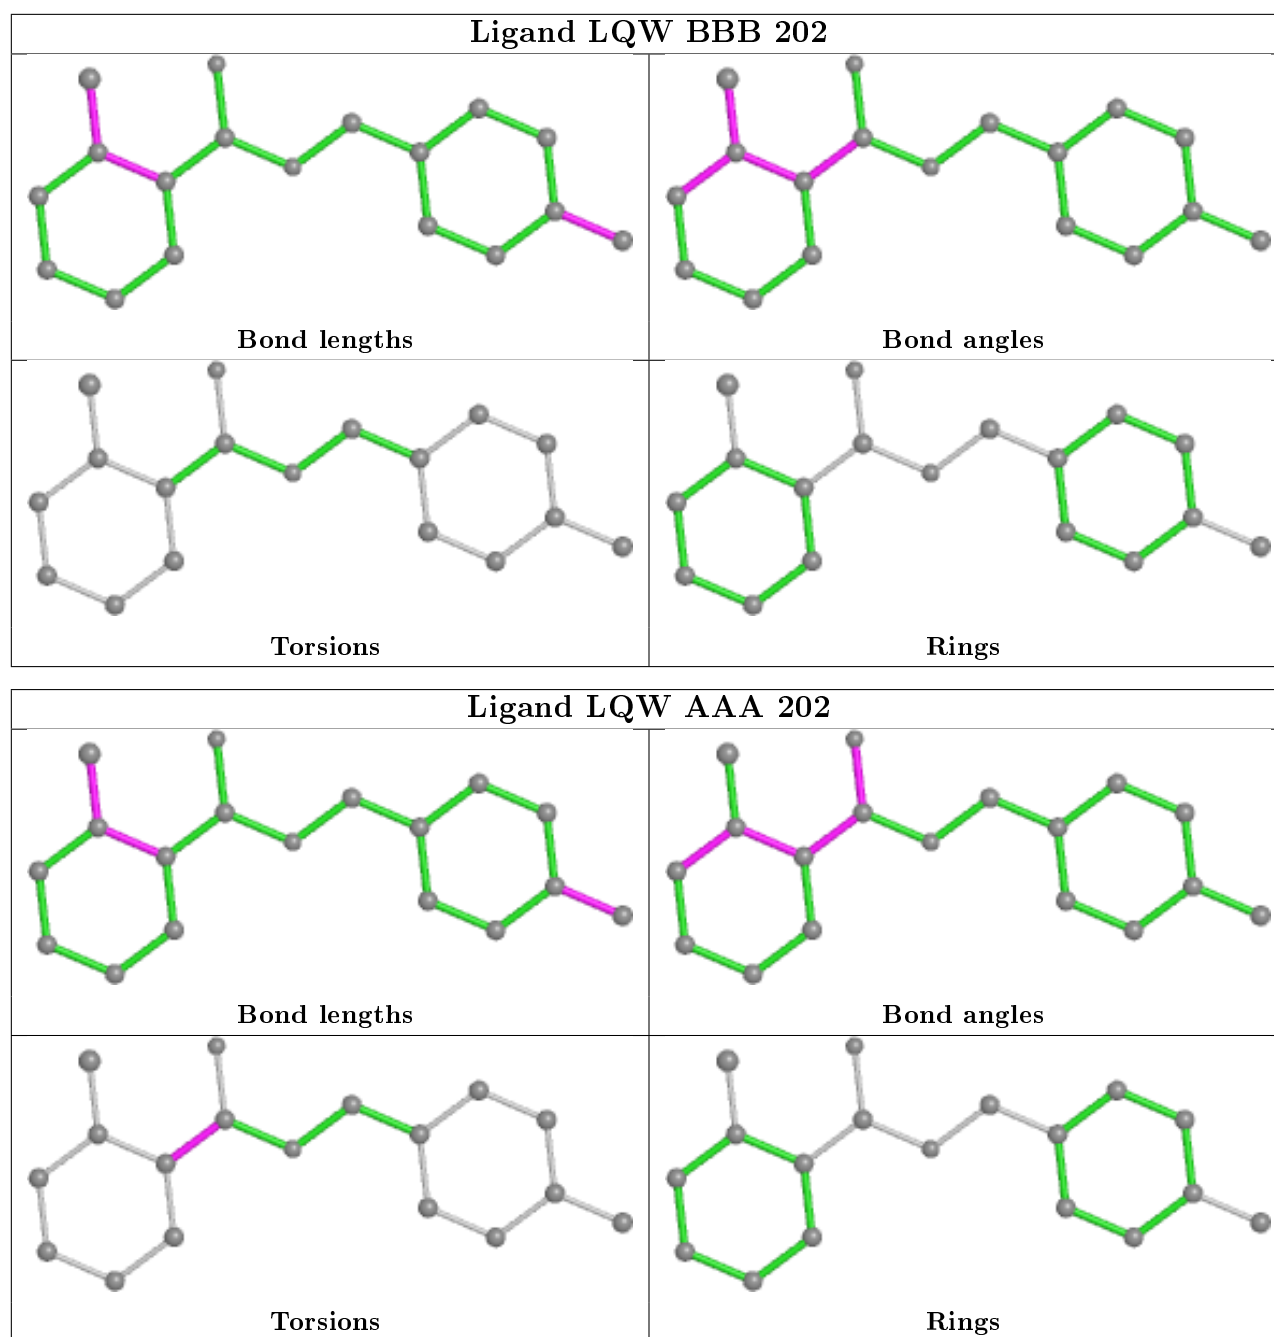 Ligand LQW BBB 202
Bond lengths
Bond angles
Torsions
Rings
Ligand LQW AAA 202
Bond lengths
Bond angles
Torsions
Rings